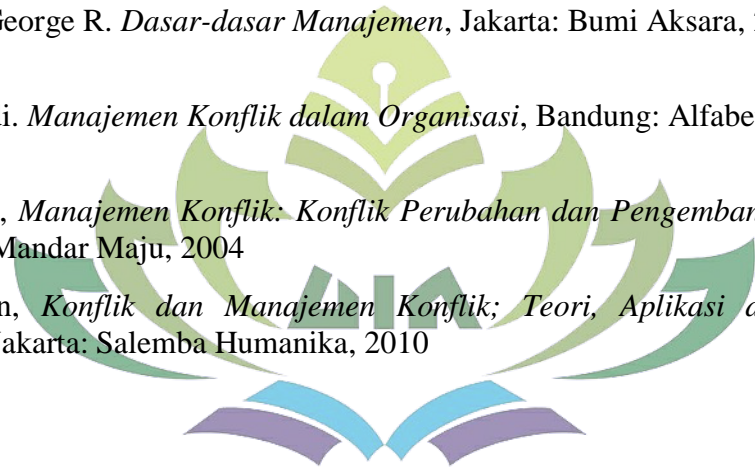 George R. Dasar-dasar Manajemen, Jakarta: Bumi Aksara,
i. Manajemen Konflik dalam Organisasi, Bandung: Alfabe
, Manajemen Konflik: Konflik Perubahan dan Pengemban
Mandar Maju, 2004
n, Konflik dan Manajemen Konflik; Teori, Aplikasi
Jakarta: Salemba Humanika, 2010